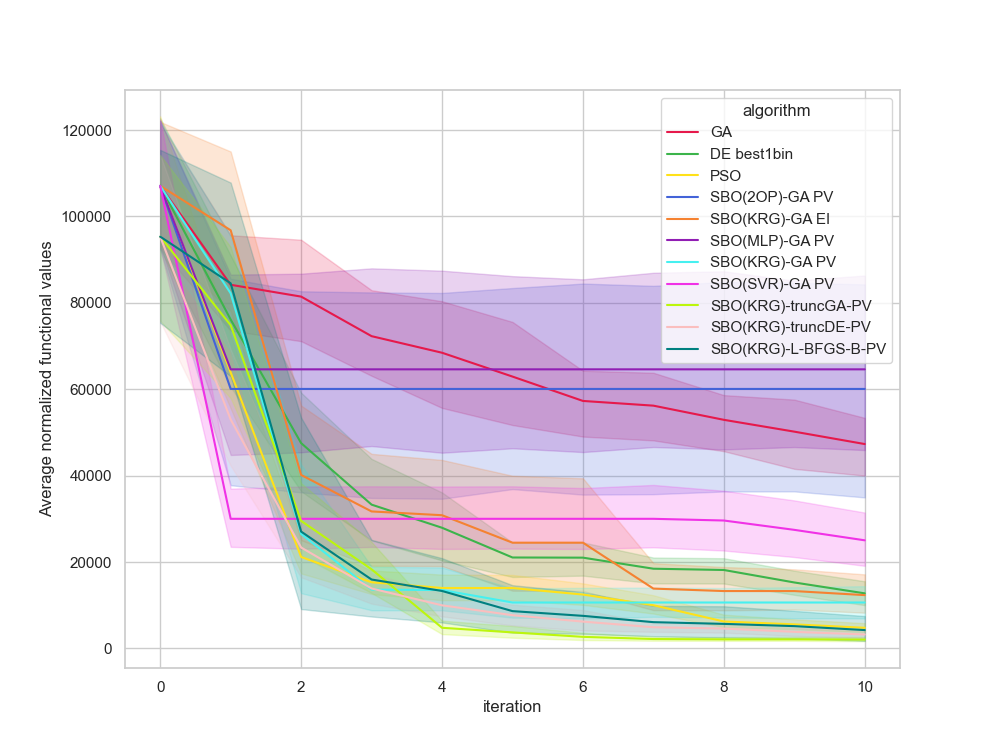 algorithm
GA
DE best1bin
PSO
SBO(2OP)-GA PV
SBO(KRG)-GA EI
SBO(MLP)-GA PV
SBO(KRG)-GA PV
SBO(SVR)-GA PV
SBO(KRG)-truncGA-PV
SBO(KRG)-truncDE-PV
SBO(KRG)-L-BFGS-B-PV
Average normalized functional values
120000
100000
80000
60000
40000
20000
0
0 2 4 6 8 10
iteration